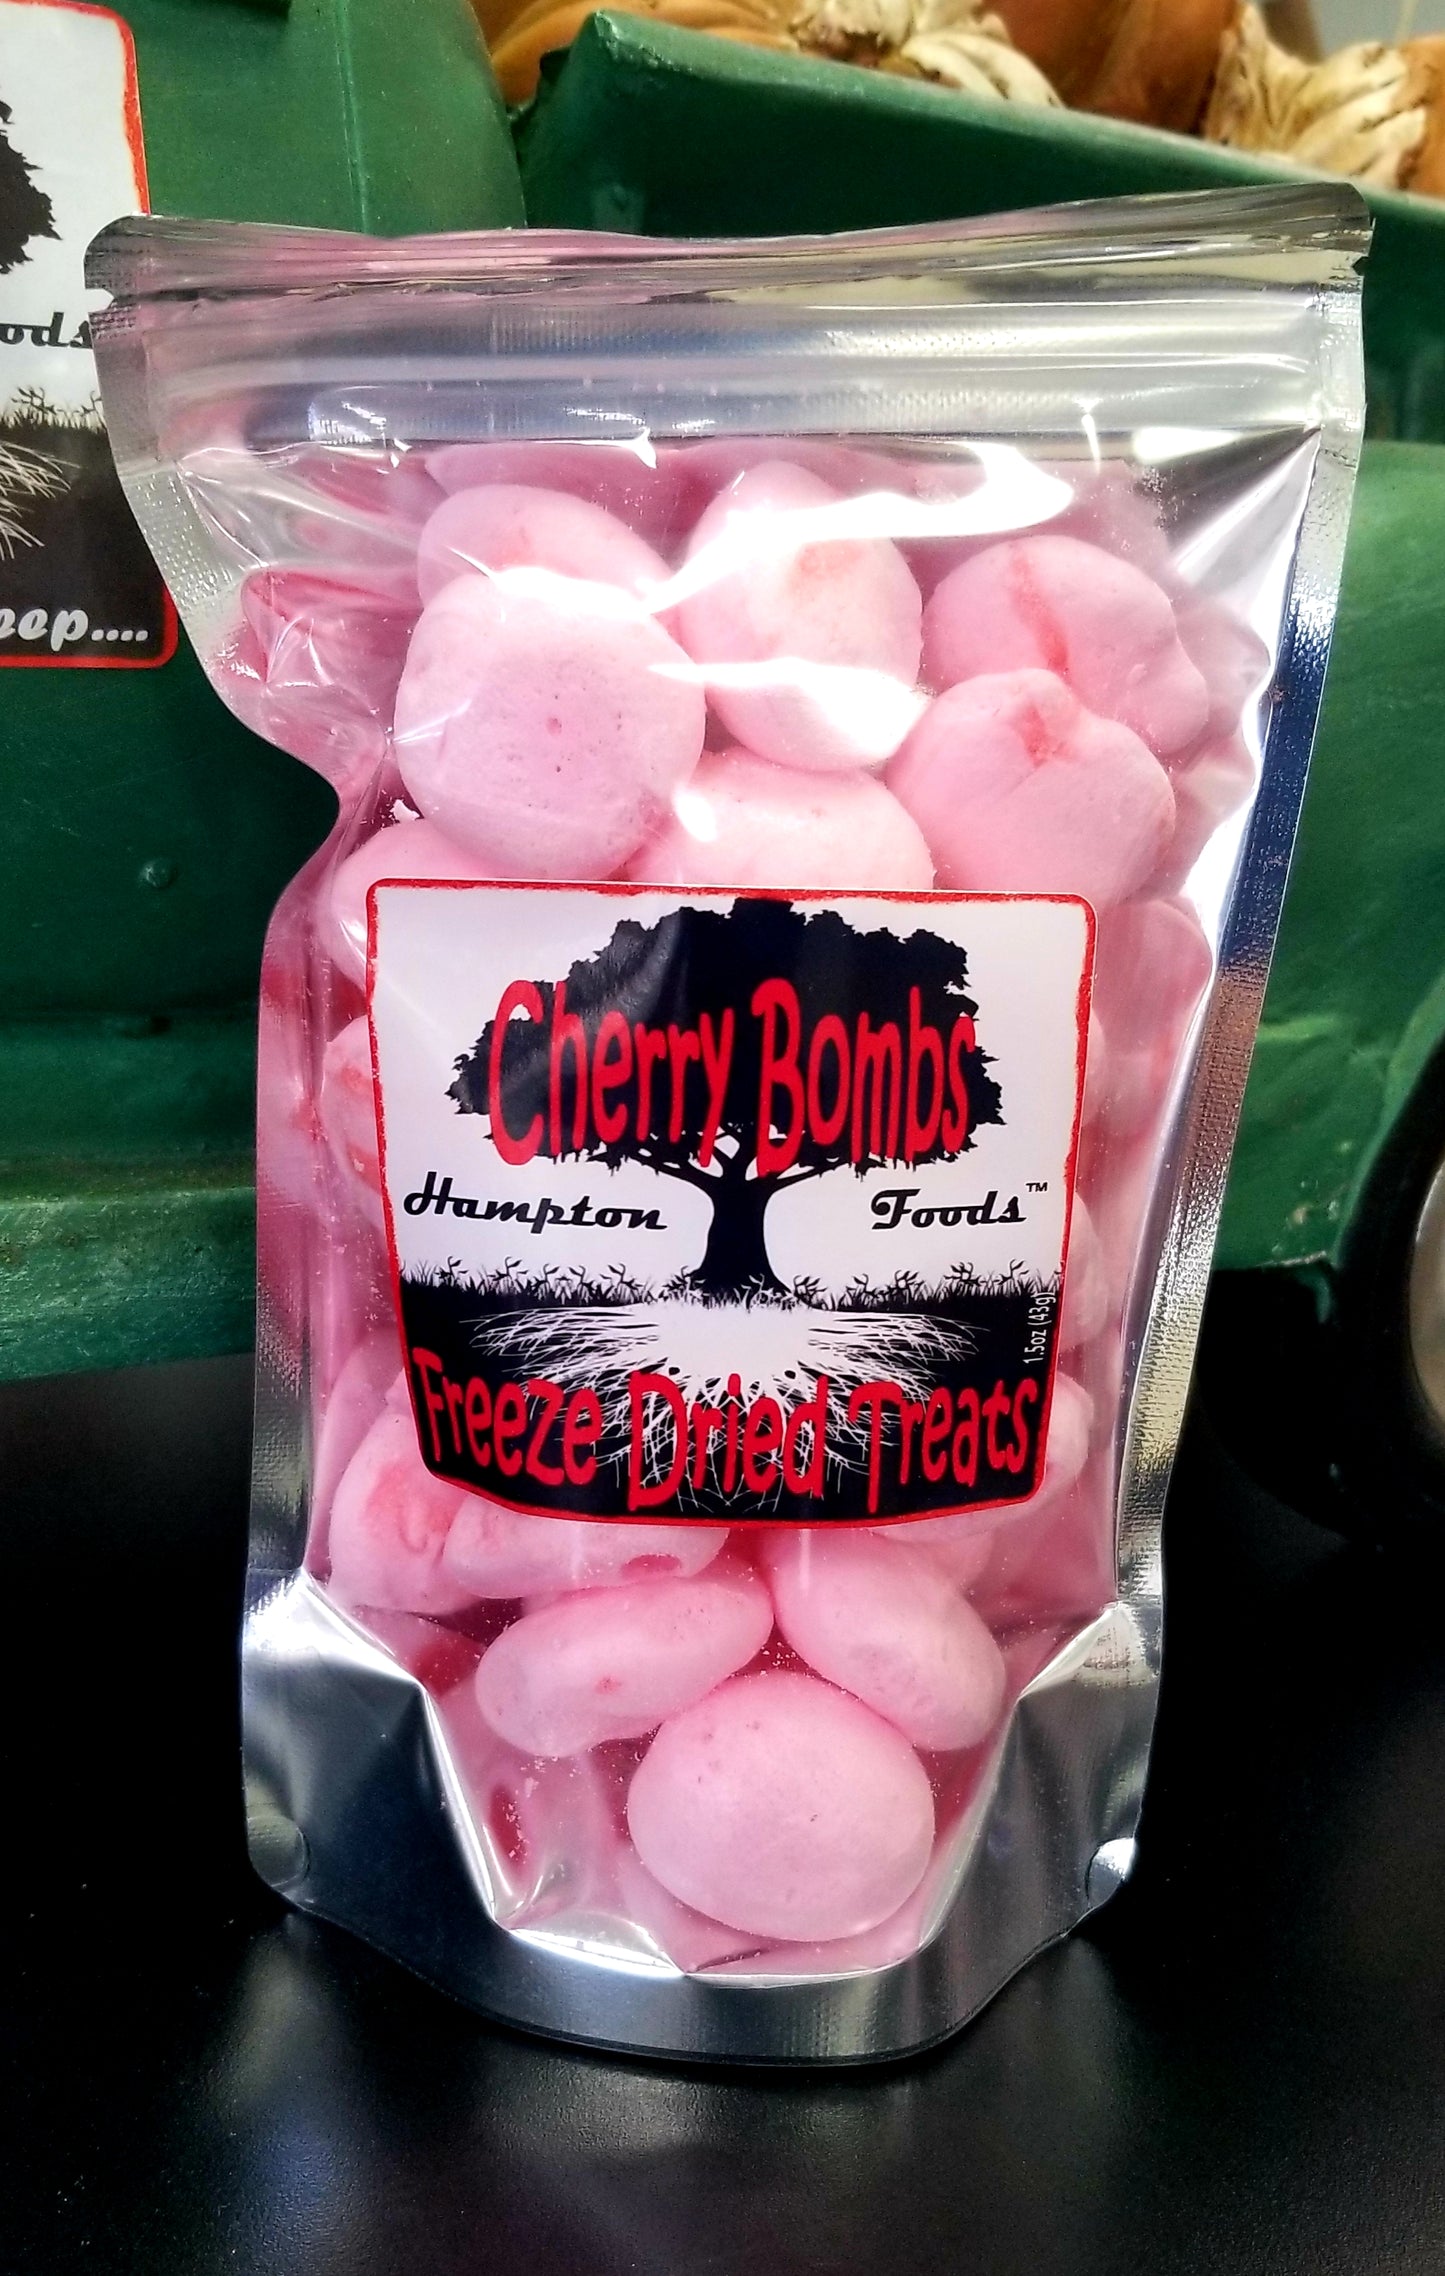 ods
eep....
Cherry Bombs
Hampton Foods™
1.5oz (43g)
Freeze Dried Treats